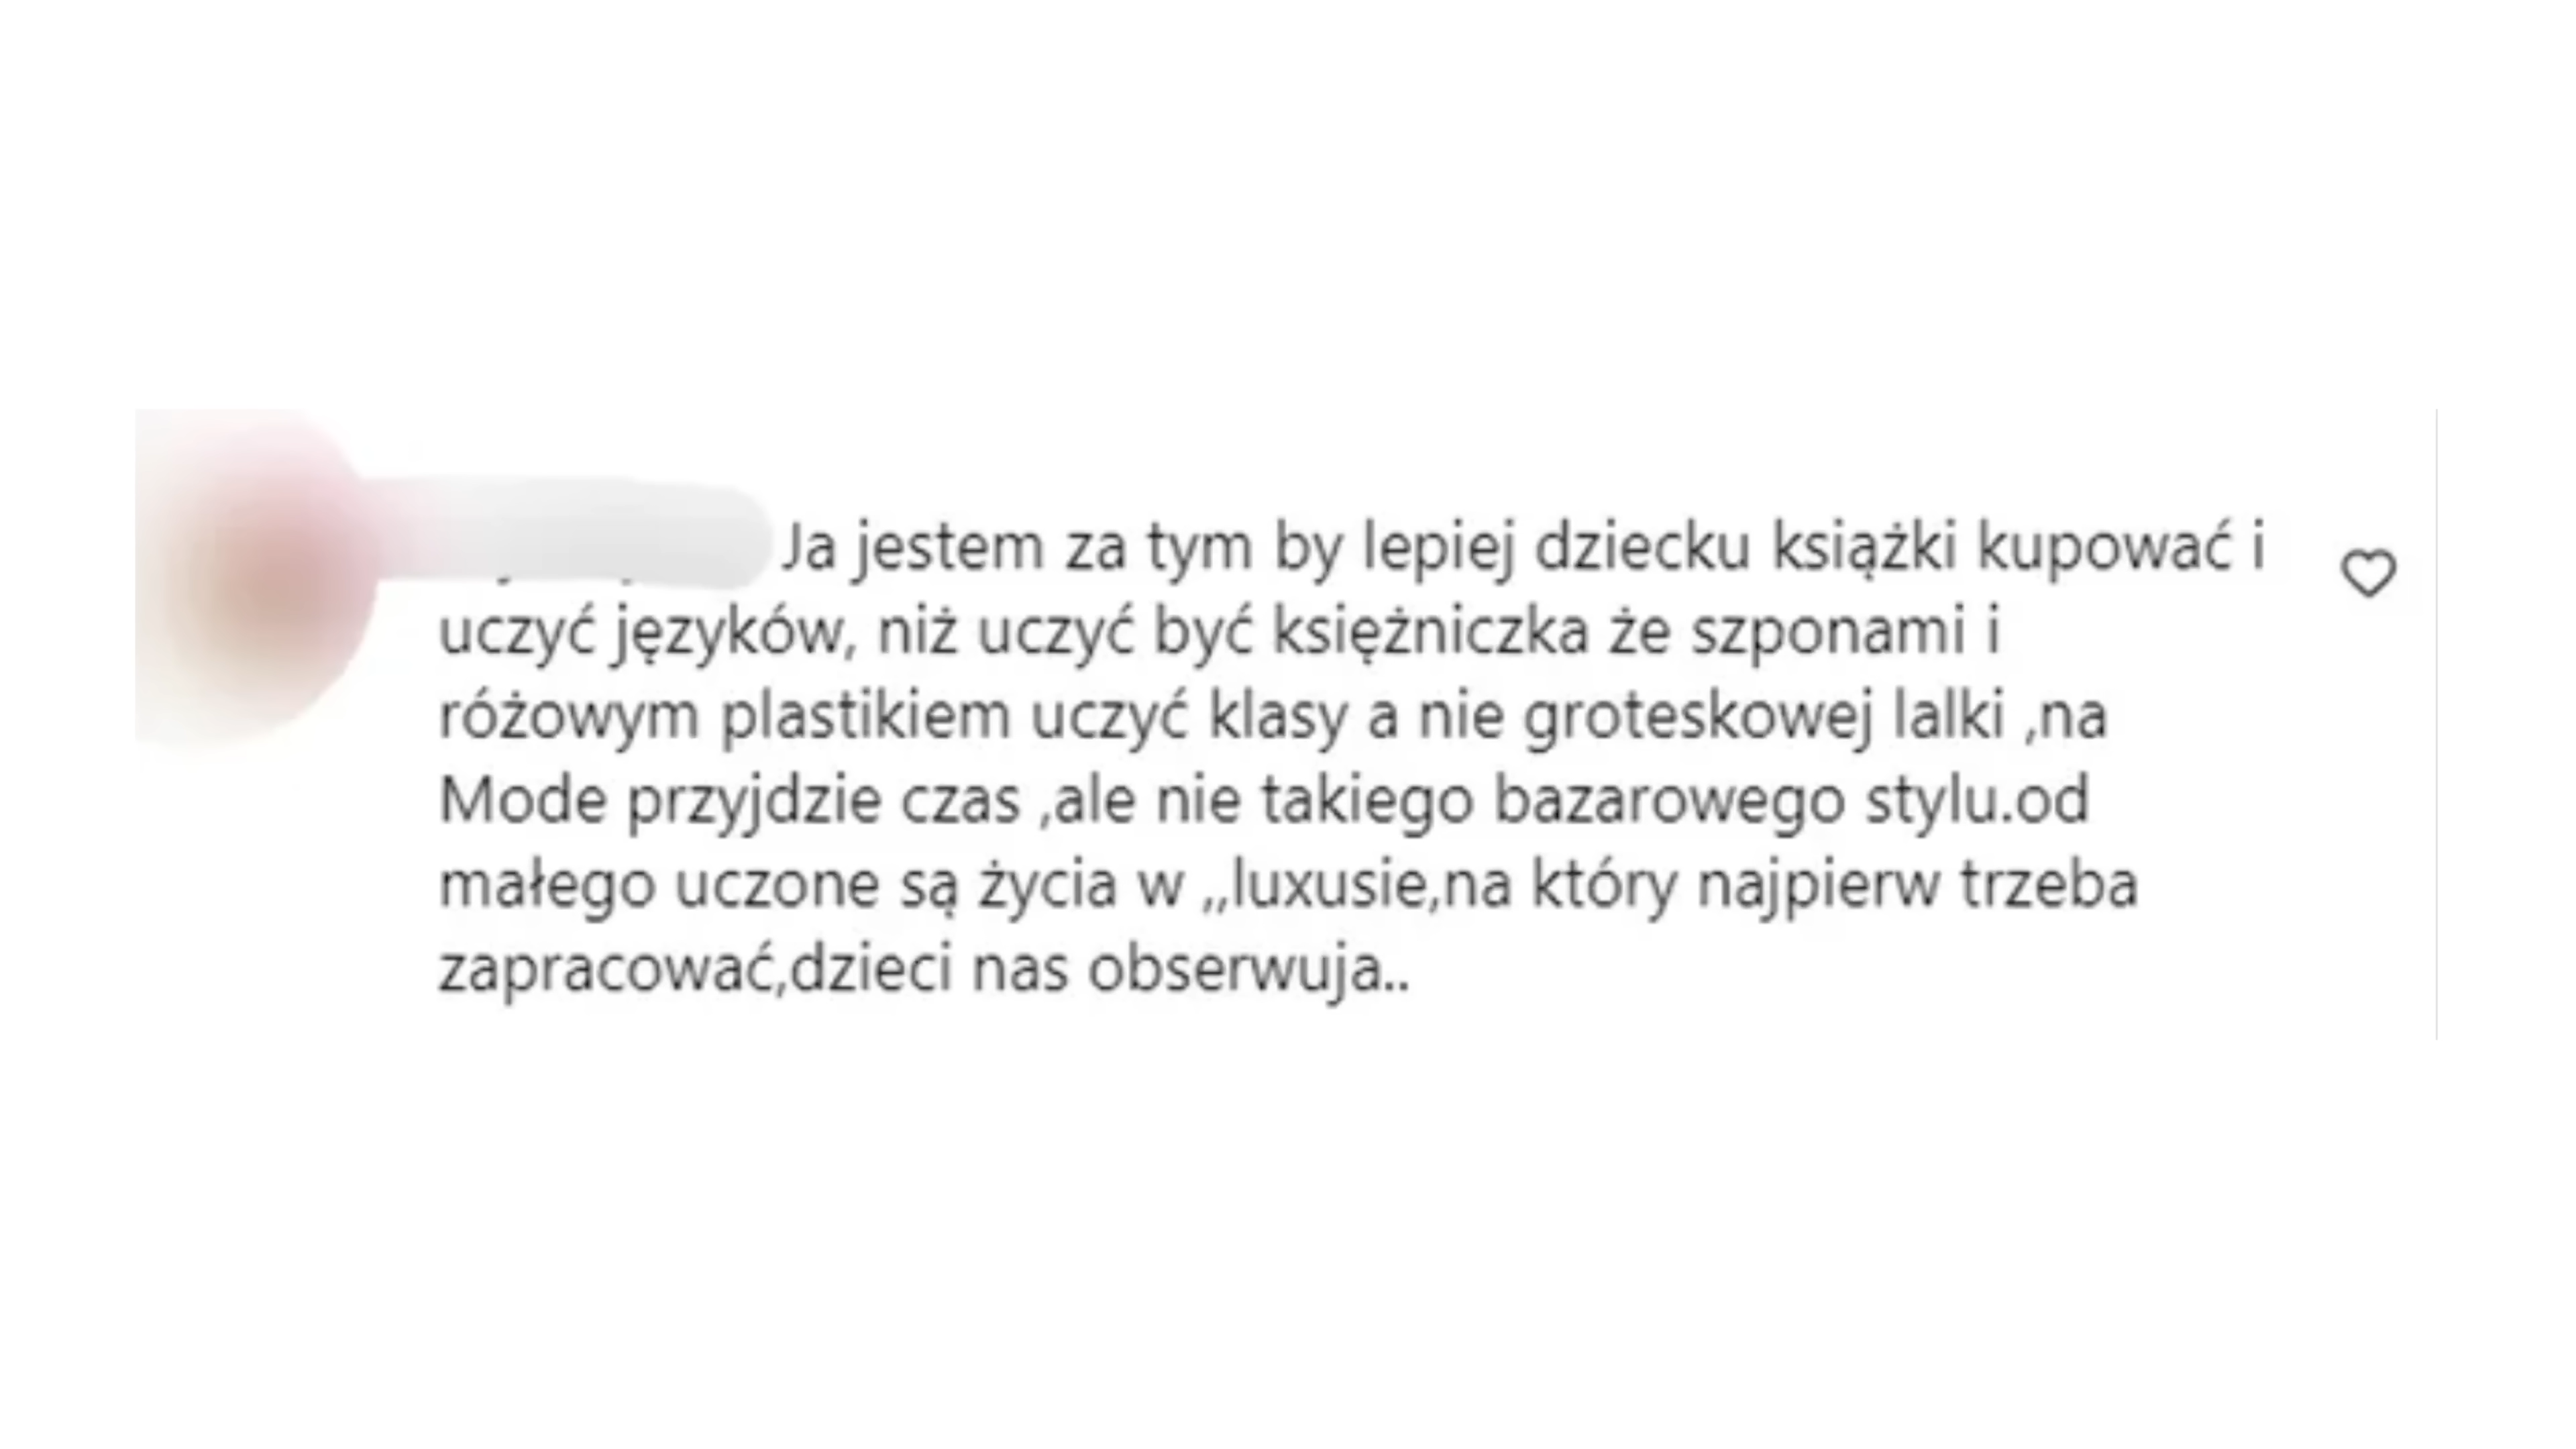 Ja jestem za tym by lepiej dziecku książki kupować i
uczyć języków, niż uczyć być księżniczka że szponami i
różowym plastikiem uczyć klasy a nie groteskowej lalki ,na
Mode przyjdzie czas ,ale nie takiego bazarowego stylu.od
małego uczone są życia w ,,luxusie,na który najpierw trzeba
zapracować,dzieci nas obserwuja..